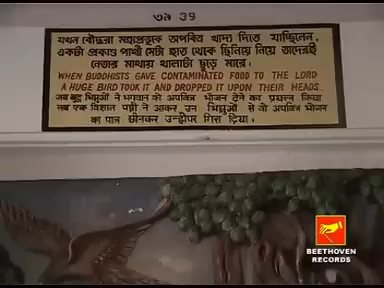 ৩৯ 39
যখন বৌদ্ধরা মহাপ্রভুকে অপবিত্র খাদ্য দিতে যাচ্ছিলেন,
একটা প্রকাণ্ড পাখী সেটা হাত থেকে ছিনিয়ে নিয়ে তাদেরই
নেতার মাথায় থালাটা ছুড়ে মারে।
WHEN BUDDHISTS GAVE CONTAMINATED FOOD TO THE LORD
A HUGE BIRD TOOK IT AND DROPPED IT UPON THEIR HEADS.
जब बुद्ध भिक्षुओं ने भगवान को अपवित्र भोजन देने का प्रयत्न किया
तब एक विशाल पक्षी ने आकर उन भिक्षुओं से वो अपवित्र भोजन
का पात्र छीनकर उन्हीपर गिरा दिया।
BEETHOVEN
RECORDS